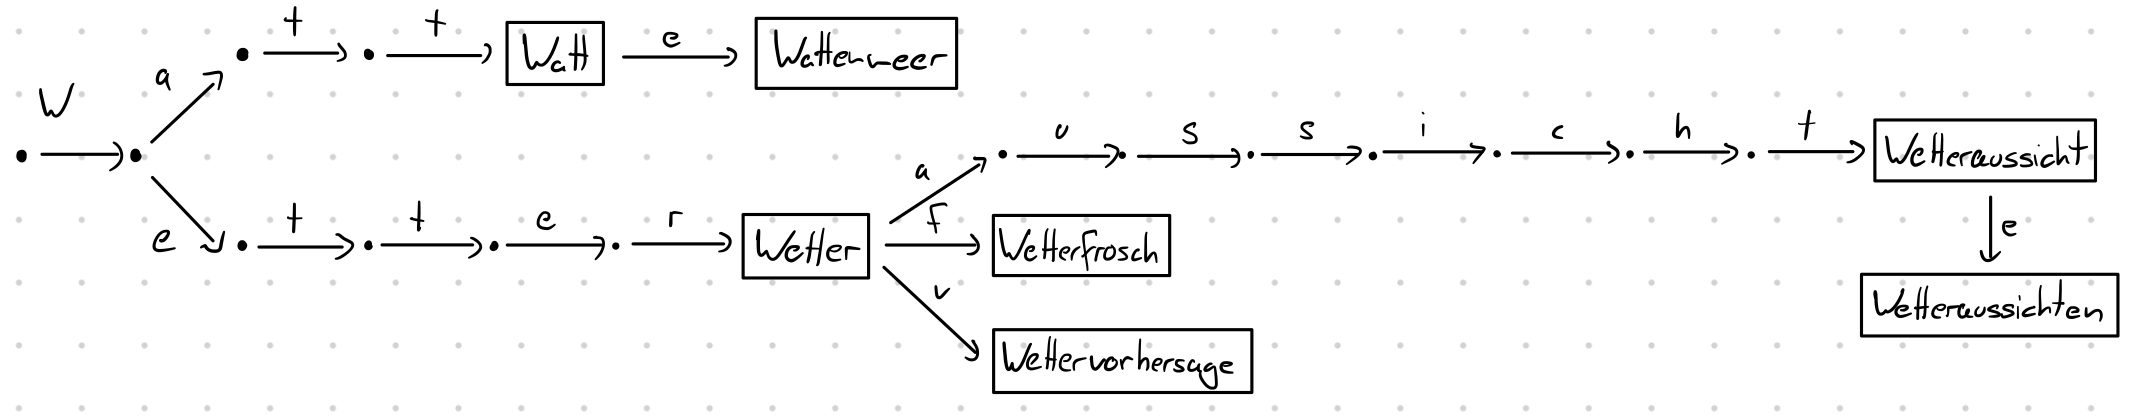 t t e
W a Watt Wattenmeer
u s s i c h t
a Wetteraussicht
e t t e r f e
Wetter Wetterfrosch
v Wetteraussichten
Wettervorhersage